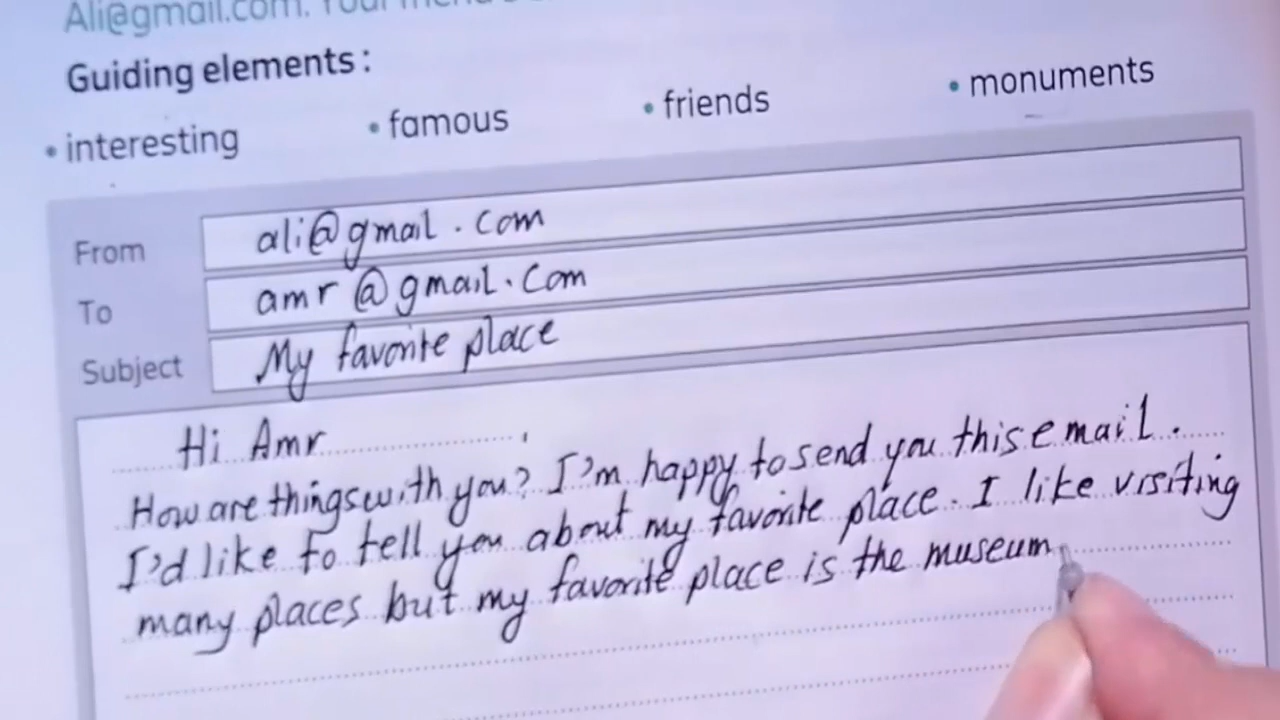 Ali@gmail.com. Your
Guiding elements:
• interesting • famous • friends • monuments
From ali@gmail.com
To amr@gmail.com
Subject My favorite place
Hi Amr,
How are things with you? I'm happy to send you this email.
I'd like to tell you about my favorite place. I like visiting
many places but my favorite place is the museum